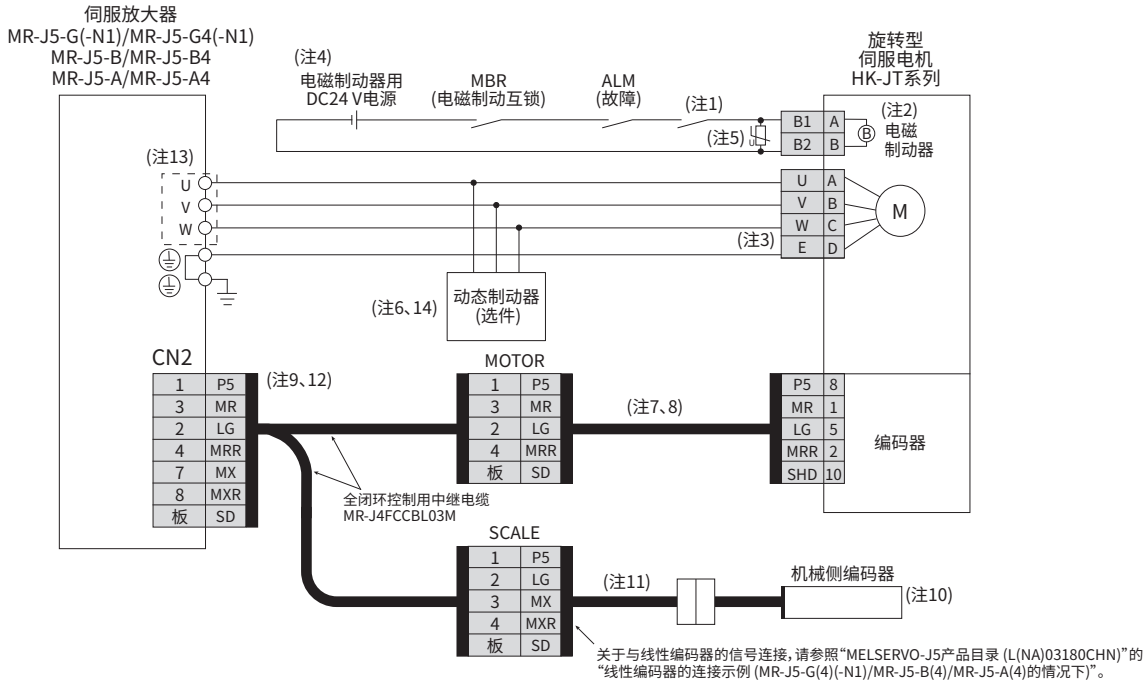 伺服放大器
MR-J5-G(-N1)/MR-J5-G4(-N1)
MR-J5-B/MR-J5-B4
MR-J5-A/MR-J5-A4
旋转型
伺服电机
HK-JT系列
(注4)
电磁制动器用
DC24 V电源
MBR
(电磁制动互锁)
ALM
(故障)
(注1)
(注5)
U
B1 A
B2 B
B
(注2)
电磁
制动器
(注13)
U
V
W
U A
V B
W C
E D
(注3)
M
(注6、14)
动态制动器
(选件)
CN2
1 P5
3 MR
2 LG
4 MRR
7 MX
8 MXR
板 SD
(注9、12)
MOTOR
1 P5
3 MR
2 LG
4 MRR
板 SD
(注7、8)
P5 8
MR 1
LG 5
MRR 2
SHD 10
编码器
全闭环控制用中继电缆
MR-J4FCCBL03M
SCALE
1 P5
2 LG
3 MX
4 MXR
板 SD
(注11)
机械侧编码器
(注10)
关于与线性编码器的信号连接，请参照“MELSERVO-J5产品目录 (L(NA)03180CHN)”的
“线性编码器的连接示例 (MR-J5-G(4)(-N1)/MR-J5-B(4)/MR-J5-A(4)的情况下)”。